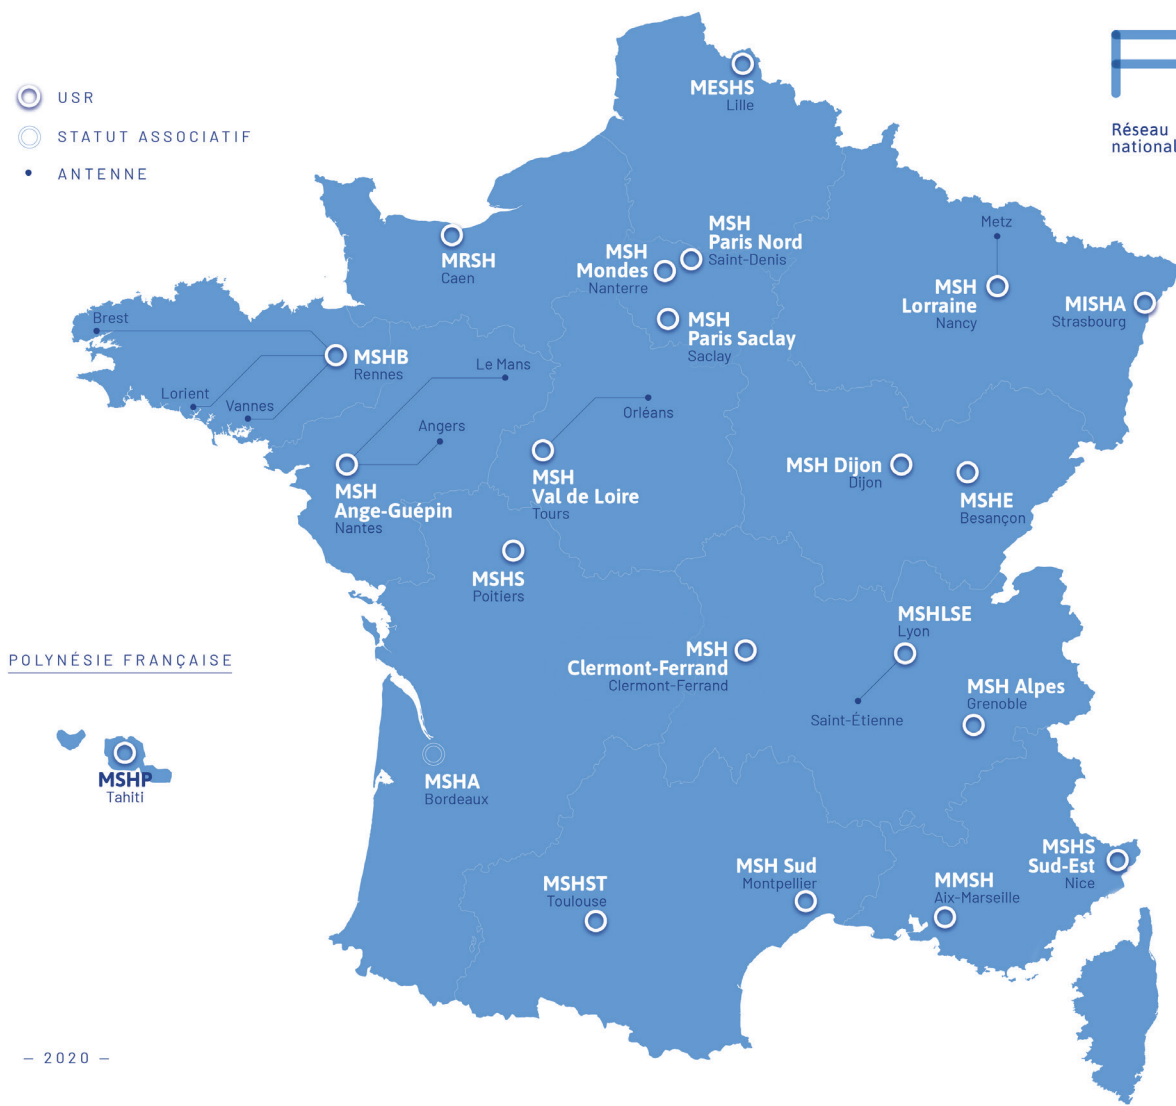 USR
STATUT ASSOCIATIF
ANTENNE
Réseau
national
MESHS
Lille
MRSH
Caen
MSH
Paris Nord
Saint-Denis
MSH
Mondes
Nanterre
MSH
Paris Saclay
Saclay
Metz
MSH
Lorraine
Nancy
MISHA
Strasbourg
Brest
MSHB
Rennes
Lorient
Vannes
Le Mans
Angers
Orléans
MSH
Ange-Guépin
Nantes
MSH
Val de Loire
Tours
MSH Dijon
Dijon
MSHE
Besançon
MSHS
Poitiers
MSHLSE
Lyon
MSH
Clermont-Ferrand
Clermont-Ferrand
Saint-Étienne
MSH Alpes
Grenoble
POLYNÉSIE FRANÇAISE
MSHP
Tahiti
MSHA
Bordeaux
MSHST
Toulouse
MSH Sud
Montpellier
MMSH
Aix-Marseille
MSHS
Sud-Est
Nice
– 2020 –